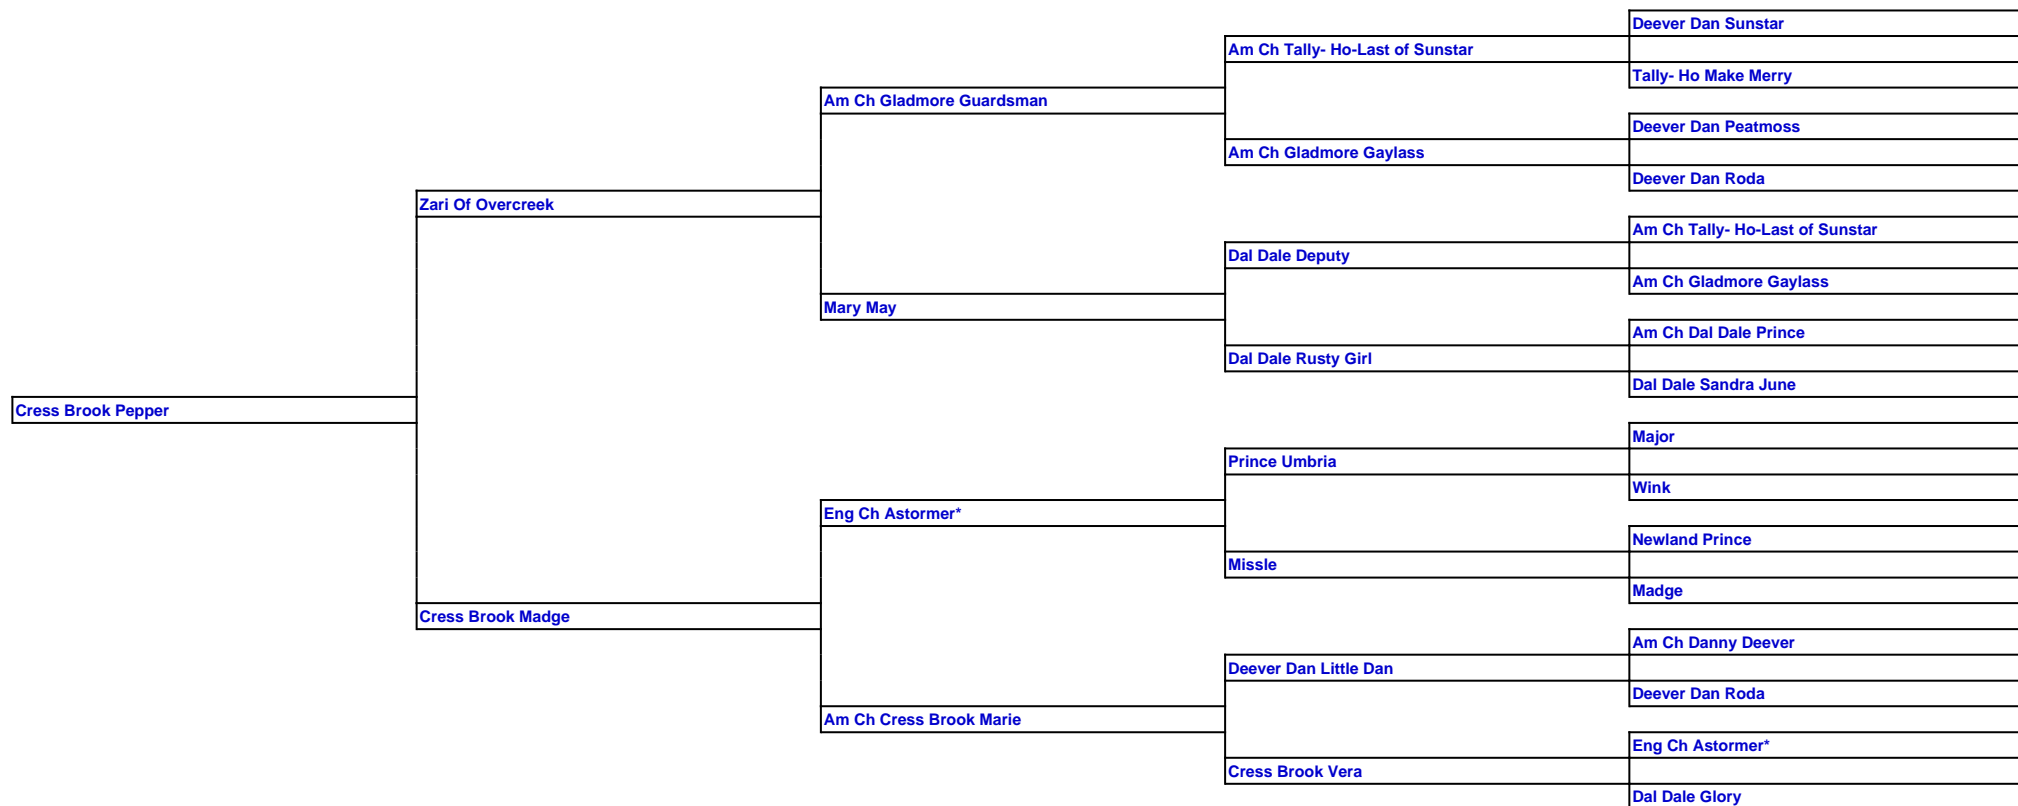 Deever Dan Sunstar
Am Ch Tally- Ho-Last of Sunstar
Tally- Ho Make Merry
Am Ch Gladmore Guardsman
Deever Dan Peatmoss
Am Ch Gladmore Gaylass
Deever Dan Roda
Zari Of Overcreek
Am Ch Tally- Ho-Last of Sunstar
Dal Dale Deputy
Am Ch Gladmore Gaylass
Mary May
Am Ch Dal Dale Prince
Dal Dale Rusty Girl
Dal Dale Sandra June
Cress Brook Pepper
Major
Prince Umbria
Wink
Eng Ch Astormer*
Newland Prince
Missle
Madge
Cress Brook Madge
Am Ch Danny Deever
Deever Dan Little Dan
Deever Dan Roda
Am Ch Cress Brook Marie
Eng Ch Astormer*
Cress Brook Vera
Dal Dale Glory